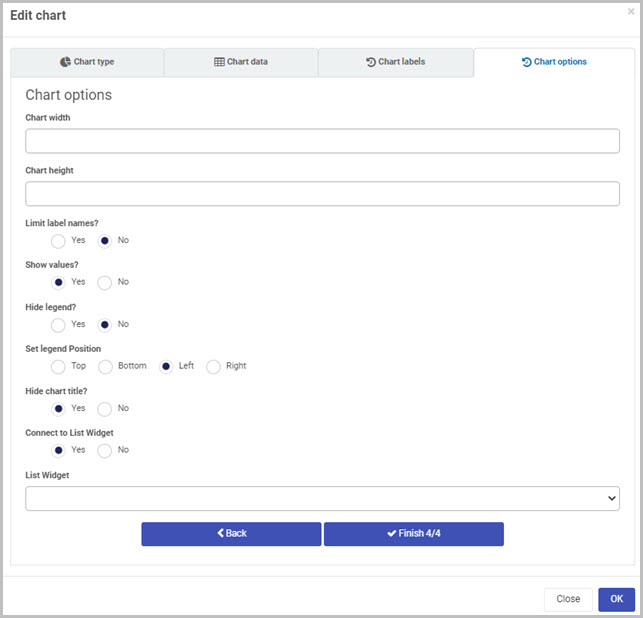 Edit chart ×
Chart type Chart data Chart labels Chart options
Chart options
Chart width
Chart height
Limit label names?
Yes No
Show values?
Yes No
Hide legend?
Yes No
Set legend Position
Top Bottom Left Right
Hide chart title?
Yes No
Connect to List Widget
Yes No
List Widget
Back Finish 4/4
Close OK